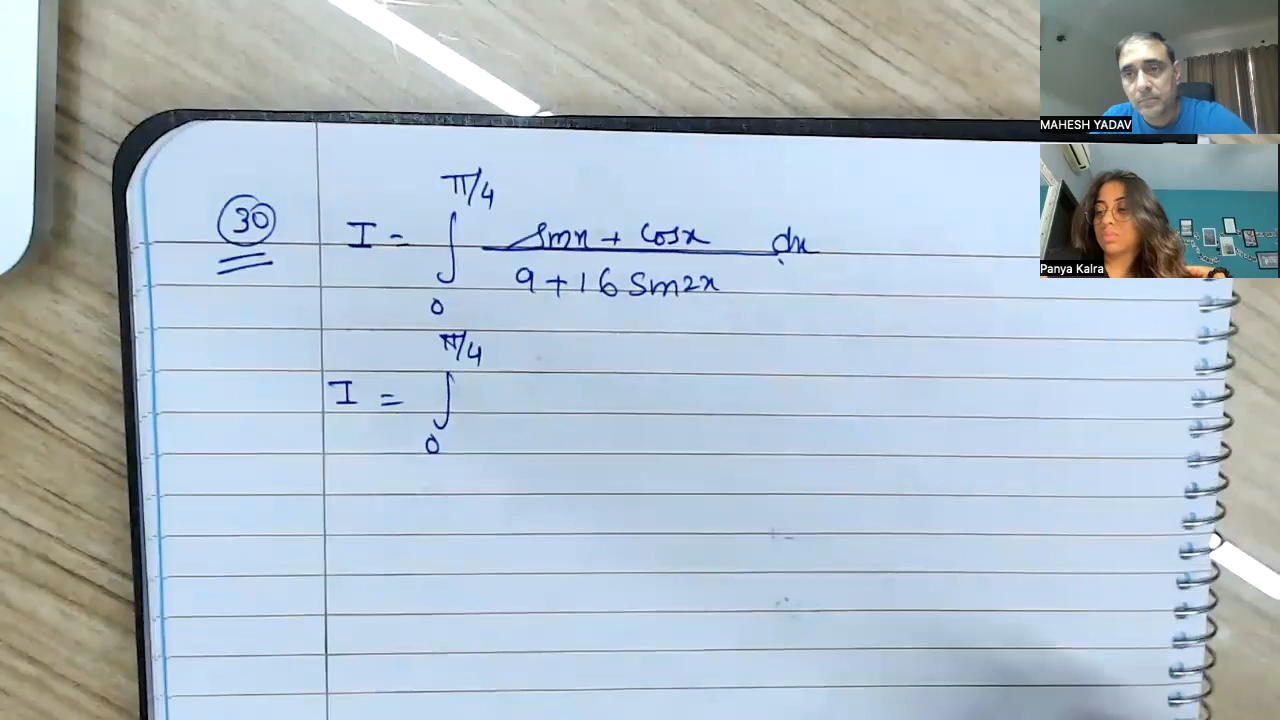 MAHESH YADAV
Panya Kalra
30
I = ∫₀^(π/4) (sinx + cosx)/(9+16 sin2x) dx
I = ∫₀^(π/4)